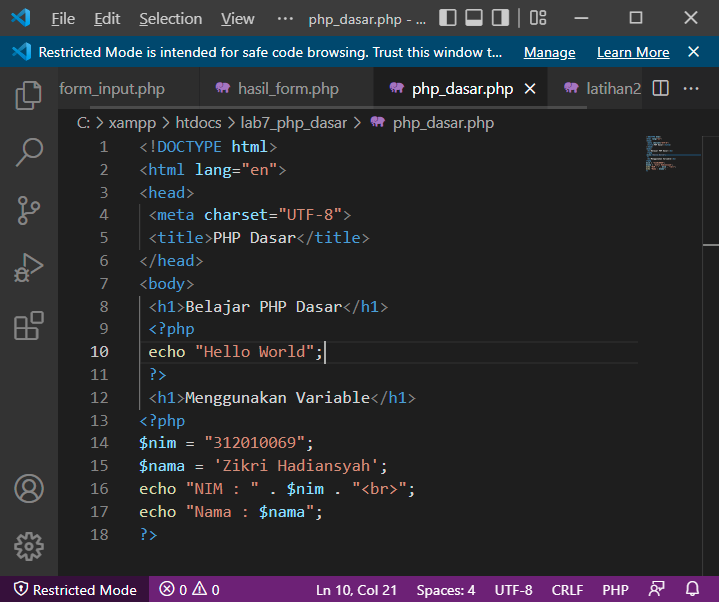 File Edit Selection View ··· php_dasar.php - ...
Restricted Mode is intended for safe code browsing. Trust this window t... Manage Learn More
form_input.php hasil_form.php php_dasar.php latihan2
C: > xampp > htdocs > lab7_php_dasar > php_dasar.php
1 <!DOCTYPE html>
2 <html lang="en">
3 <head>
4 <meta charset="UTF-8">
5 <title>PHP Dasar</title>
6 </head>
7 <body>
8 <h1>Belajar PHP Dasar</h1>
9 <?php
10 echo "Hello World";
11 ?>
12 <h1>Menggunakan Variable</h1>
13 <?php
14 $nim = "312010069";
15 $nama = 'Zikri Hadiansyah';
16 echo "NIM : " . $nim . "<br>";
17 echo "Nama : $nama";
18 ?>
Restricted Mode 0 0 Ln 10, Col 21 Spaces: 4 UTF-8 CRLF PHP